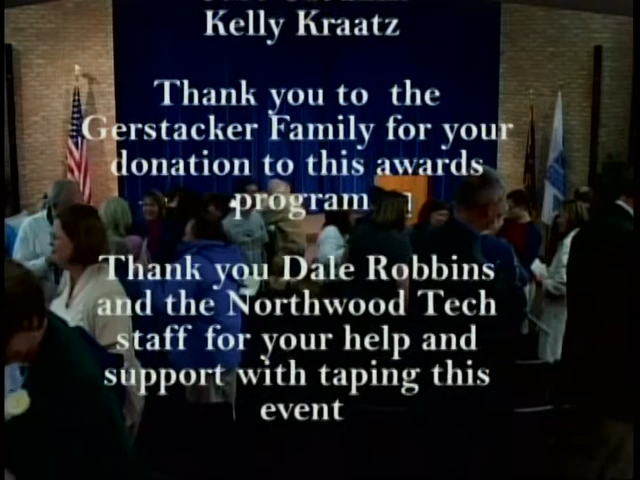 Kelly Kraatz
Thank you to the
Gerstacker Family for your
donation to this awards
program
Thank you Dale Robbins
and the Northwood Tech
staff for your help and
support with taping this
event